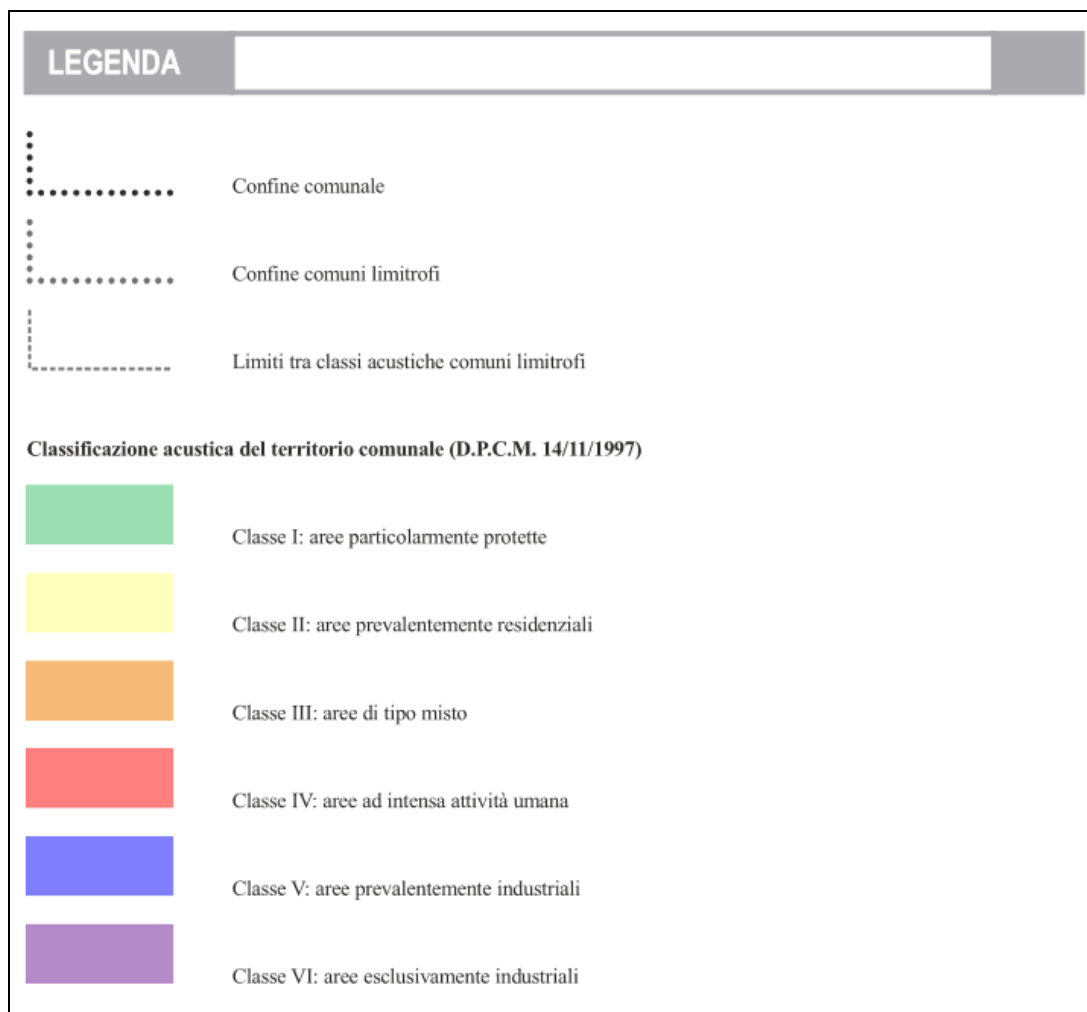 LEGENDA
Confine comunale
Confine comuni limitrofi
Limiti tra classi acustiche comuni limitrofi
Classificazione acustica del territorio comunale (D.P.C.M. 14/11/1997)
Classe I: aree particolarmente protette
Classe II: aree prevalentemente residenziali
Classe III: aree di tipo misto
Classe IV: aree ad intensa attività umana
Classe V: aree prevalentemente industriali
Classe VI: aree esclusivamente industriali